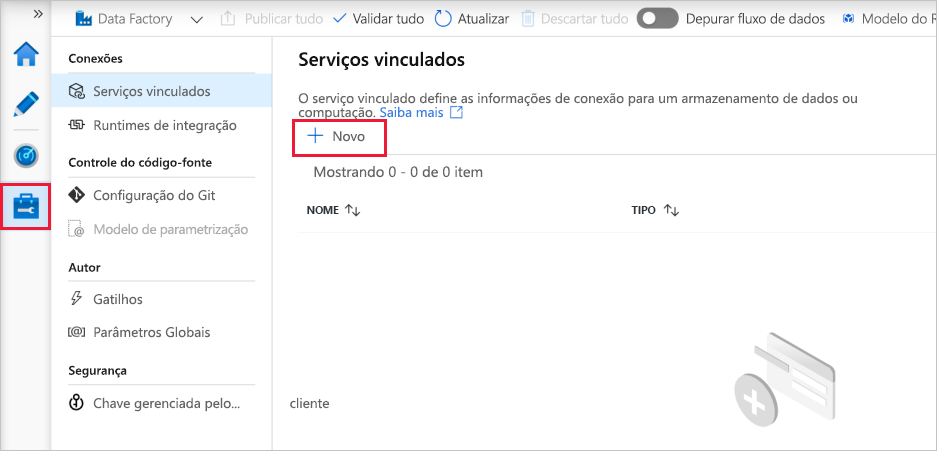 Data Factory
Publicar tudo
Validar tudo
Atualizar
Descartar tudo
Depurar fluxo de dados
Modelo do R
»
Conexões
Serviços vinculados
Runtimes de integração
Controle do código-fonte
Configuração do Git
Modelo de parametrização
Autor
Gatilhos
Parâmetros Globais
Segurança
Chave gerenciada pelo...
cliente
Serviços vinculados
O serviço vinculado define as informações de conexão para um armazenamento de dados ou
computação. Saiba mais
+ Novo
Mostrando 0 - 0 de 0 item
NOME
TIPO